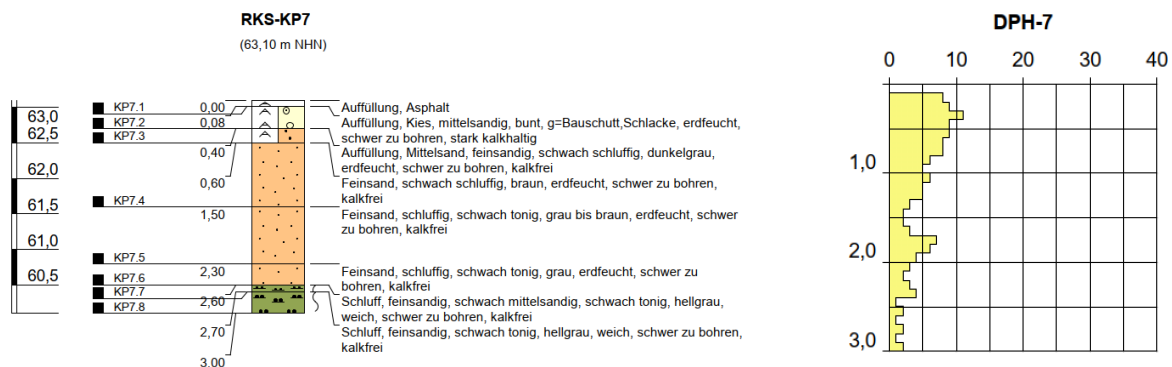 RKS-KP7
(63,10 m NHN)
63,0
62,5
62,0
61,5
61,0
60,5
KP7.1
KP7.2
KP7.3
KP7.4
KP7.5
KP7.6
KP7.7
KP7.8
0,00
0,08
0,40
0,60
1,50
2,30
2,60
2,70
3,00
Auffüllung, Asphalt
Auffüllung, Kies, mittelsandig, bunt, g=Bauschutt,Schlacke, erdfeucht,
schwer zu bohren, stark kalkhaltig
Auffüllung, Mittelsand, feinsandig, schwach schluffig, dunkelgrau,
erdfeucht, schwer zu bohren, kalkfrei
Feinsand, schwach schluffig, braun, erdfeucht, schwer zu bohren,
kalkfrei
Feinsand, schluffig, schwach tonig, grau bis braun, erdfeucht, schwer
zu bohren, kalkfrei
Feinsand, schluffig, schwach tonig, grau, erdfeucht, schwer zu
bohren, kalkfrei
Schluff, feinsandig, schwach mittelsandig, schwach tonig, hellgrau,
weich, schwer zu bohren, kalkfrei
Schluff, feinsandig, schwach tonig, hellgrau, weich, schwer zu bohren,
kalkfrei
DPH-7
0 10 20 30 40
1,0
2,0
3,0